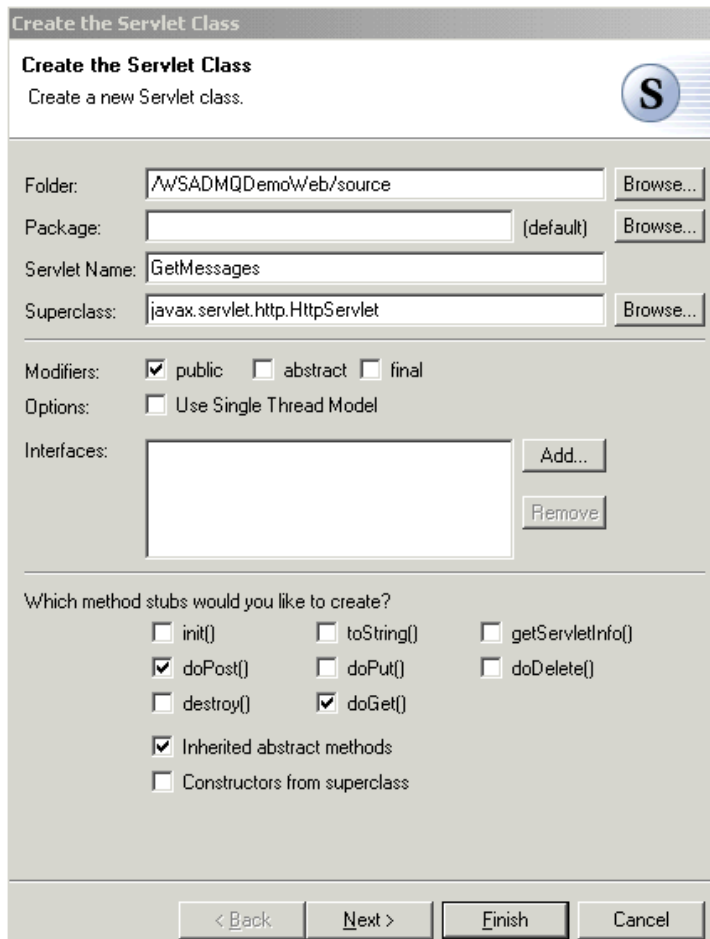 Create the Servlet Class
Create the Servlet Class
Create a new Servlet class.
S
Folder: /WSADMQDemoWeb/source Browse...
Package: (default) Browse...
Servlet Name: GetMessages
Superclass: javax.servlet.http.HttpServlet Browse...
Modifiers: public abstract final
Options: Use Single Thread Model
Interfaces: Add...
Remove
Which method stubs would you like to create?
init() toString() getServletInfo()
doPost() doPut() doDelete()
destroy() doGet()
Inherited abstract methods
Constructors from superclass
< Back Next > Finish Cancel